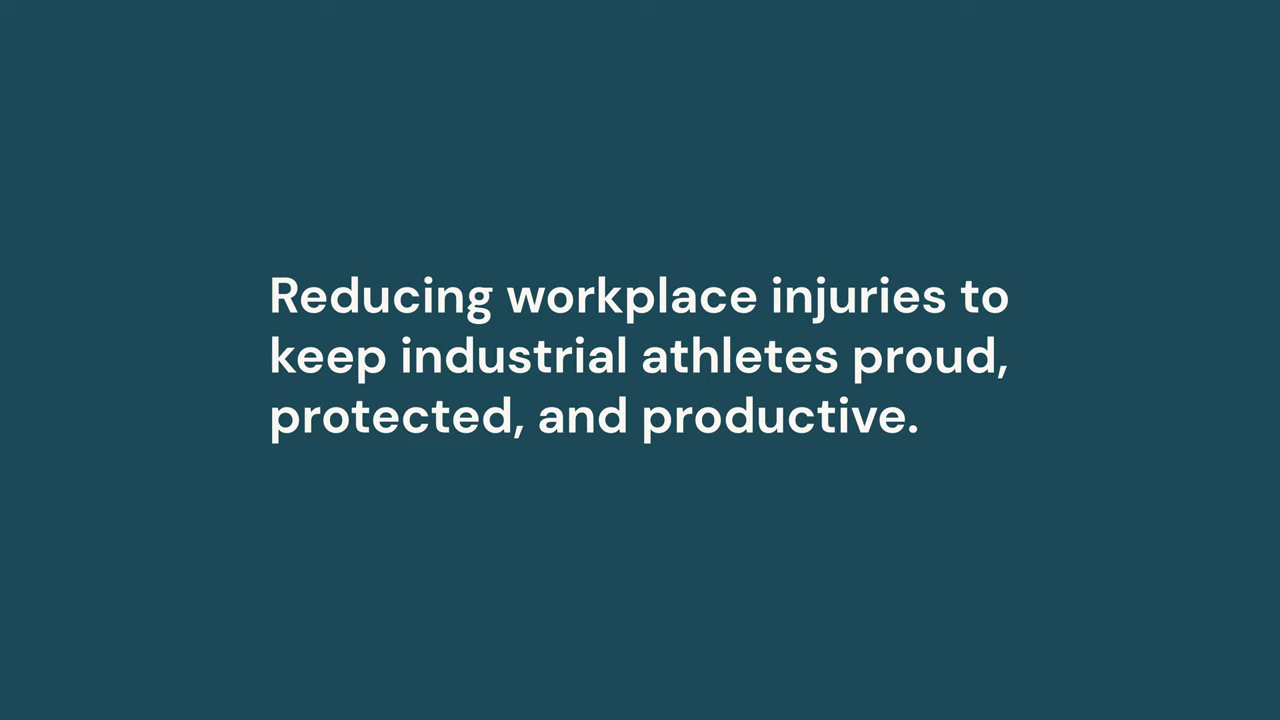 Reducing workplace injuries to
keep industrial athletes proud,
protected, and productive.